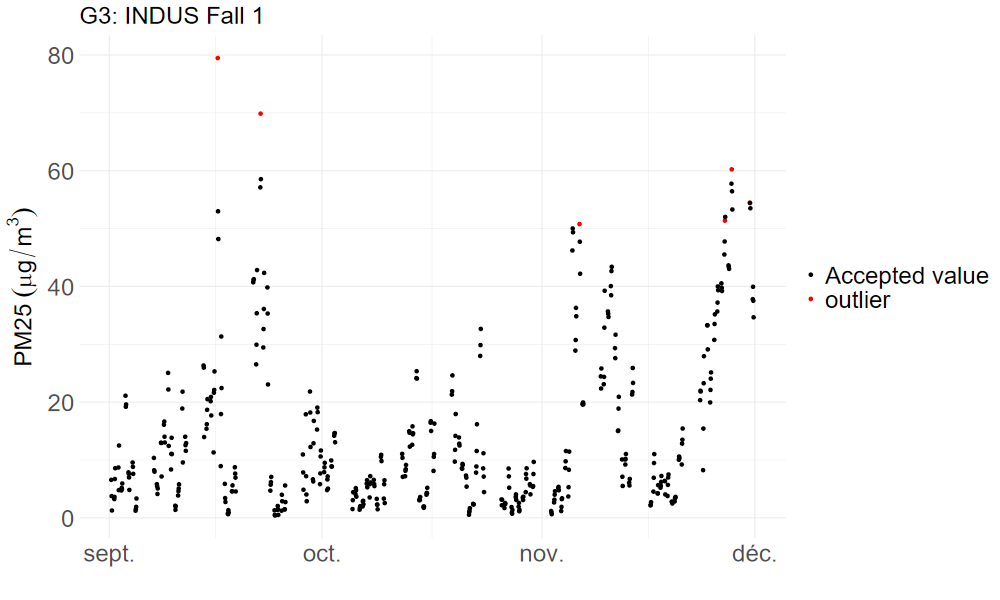 G3: INDUS Fall 1
PM25 (μg/m³)
80
60
40
20
0
sept.
oct.
nov.
déc.
Accepted value
outlier